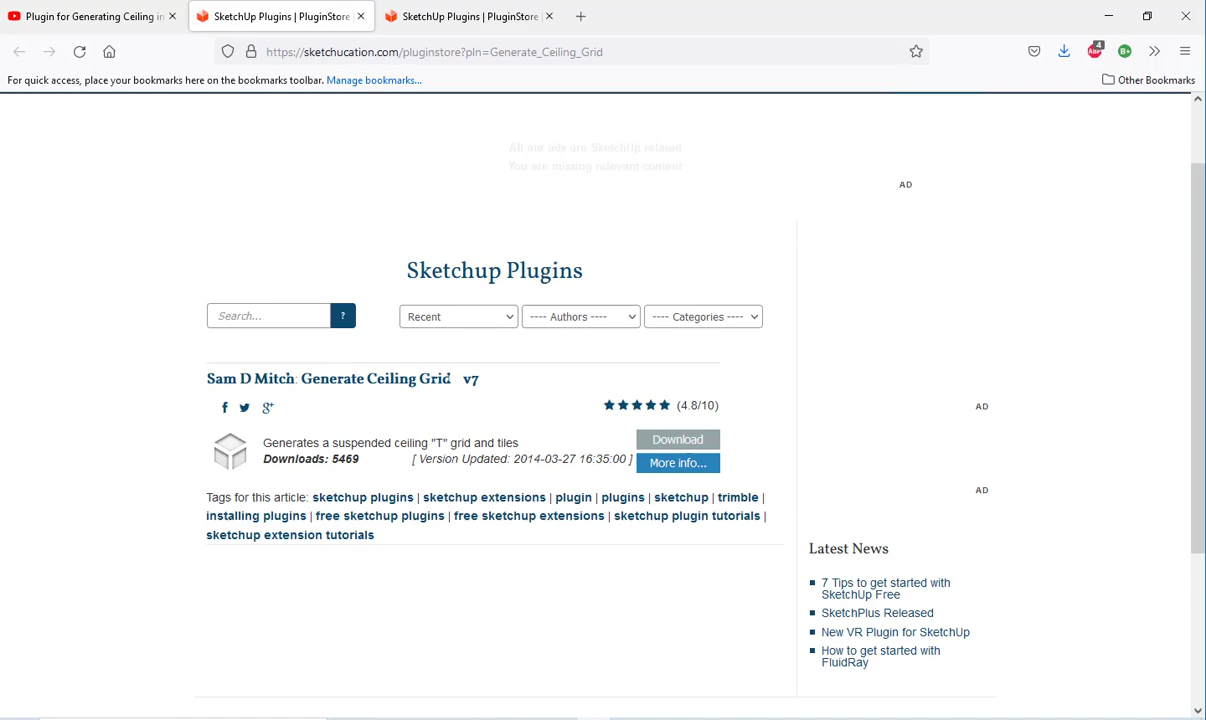 Plugin for Generating Ceiling in
SketchUp Plugins | PluginStore
SketchUp Plugins | PluginStore
https://sketchucation.com/pluginstore?pln=Generate_Ceiling_Grid
4
ABP
B+
For quick access, place your bookmarks here on the bookmarks toolbar. Manage bookmarks...
Other Bookmarks
All our ads are SketchUp related
You are missing relevant content
AD
Sketchup Plugins
Search...
?
Recent
---- Authors ----
---- Categories ----
Sam D Mitch: Generate Ceiling Grid v7
(4.8/10)
Generates a suspended ceiling "T" grid and tiles
Download
Downloads: 5469 [ Version Updated: 2014-03-27 16:35:00 ]
More info...
AD
AD
Tags for this article: sketchup plugins | sketchup extensions | plugin | plugins | sketchup | trimble |
installing plugins | free sketchup plugins | free sketchup extensions | sketchup plugin tutorials |
sketchup extension tutorials
Latest News
7 Tips to get started with
SketchUp Free
SketchPlus Released
New VR Plugin for SketchUp
How to get started with
FluidRay